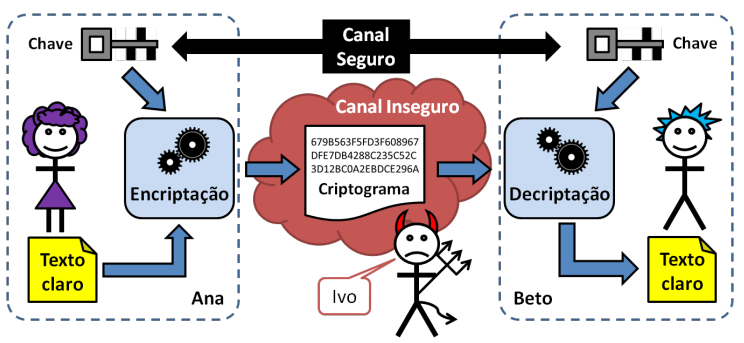 Chave
Canal
Seguro
Chave
Canal Inseguro
679B563F5FD3F608967
DFE7DB4288C235C52C
3D12BC0A2EBDCE296A
Criptograma
Encriptação
Decriptação
Texto
claro
Ana
Ivo
Beto
Texto
claro